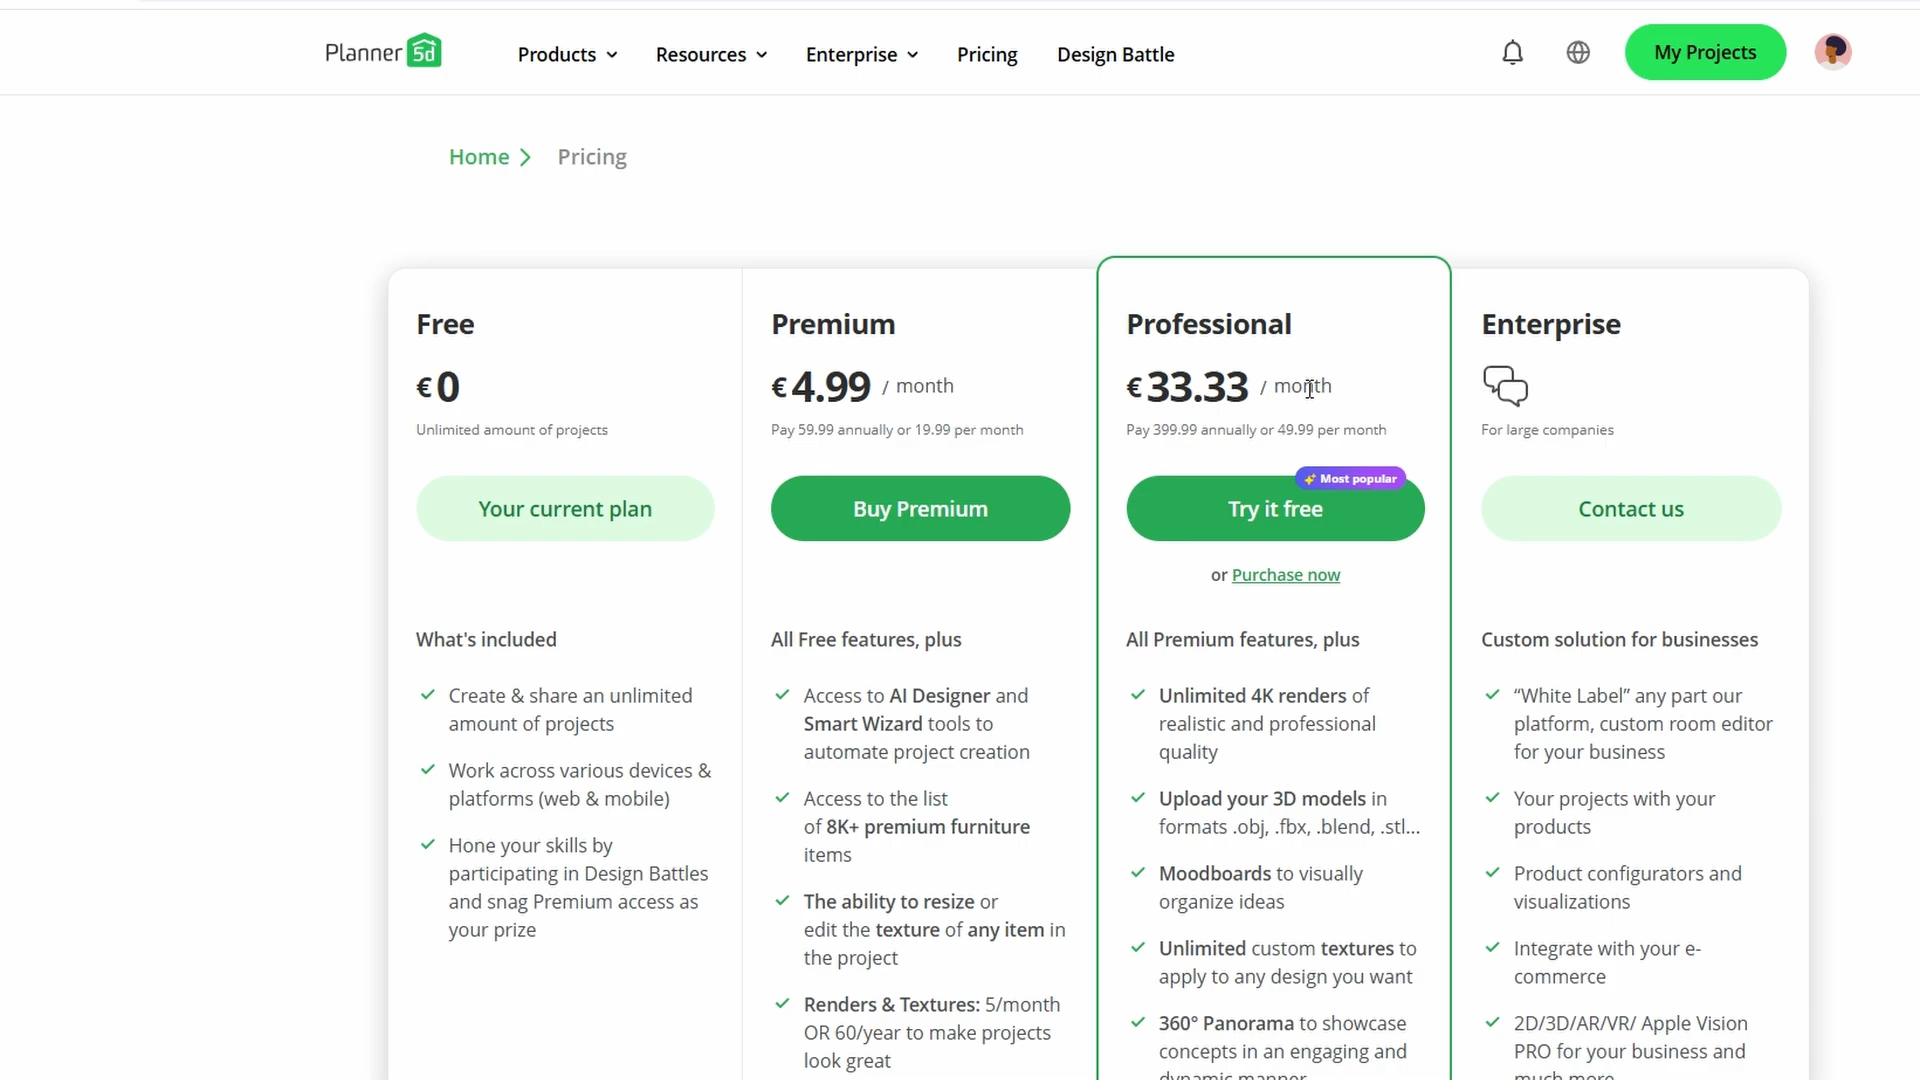 Planner 5d
Products
Resources
Enterprise
Pricing
Design Battle
My Projects
Home
Pricing
Free
€0
Unlimited amount of projects
Your current plan
What's included
Create & share an unlimited
amount of projects
Work across various devices &
platforms (web & mobile)
Hone your skills by
participating in Design Battles
and snag Premium access as
your prize
Premium
€4.99 / month
Pay 59.99 annually or 19.99 per month
Buy Premium
All Free features, plus
Access to AI Designer and
Smart Wizard tools to
automate project creation
Access to the list
of 8K+ premium furniture
items
The ability to resize or
edit the texture of any item in
the project
Renders & Textures: 5/month
OR 60/year to make projects
look great
Professional
€33.33 / month
Pay 399.99 annually or 49.99 per month
Most popular
Try it free
or Purchase now
All Premium features, plus
Unlimited 4K renders of
realistic and professional
quality
Upload your 3D models in
formats .obj, .fbx, .blend, .stl...
Moodboards to visually
organize ideas
Unlimited custom textures to
apply to any design you want
360° Panorama to showcase
concepts in an engaging and
dynamic manner
Enterprise
For large companies
Contact us
Custom solution for businesses
“White Label” any part our
platform, custom room editor
for your business
Your projects with your
products
Product configurators and
visualizations
Integrate with your e-
commerce
2D/3D/AR/VR/ Apple Vision
PRO for your business and
much more